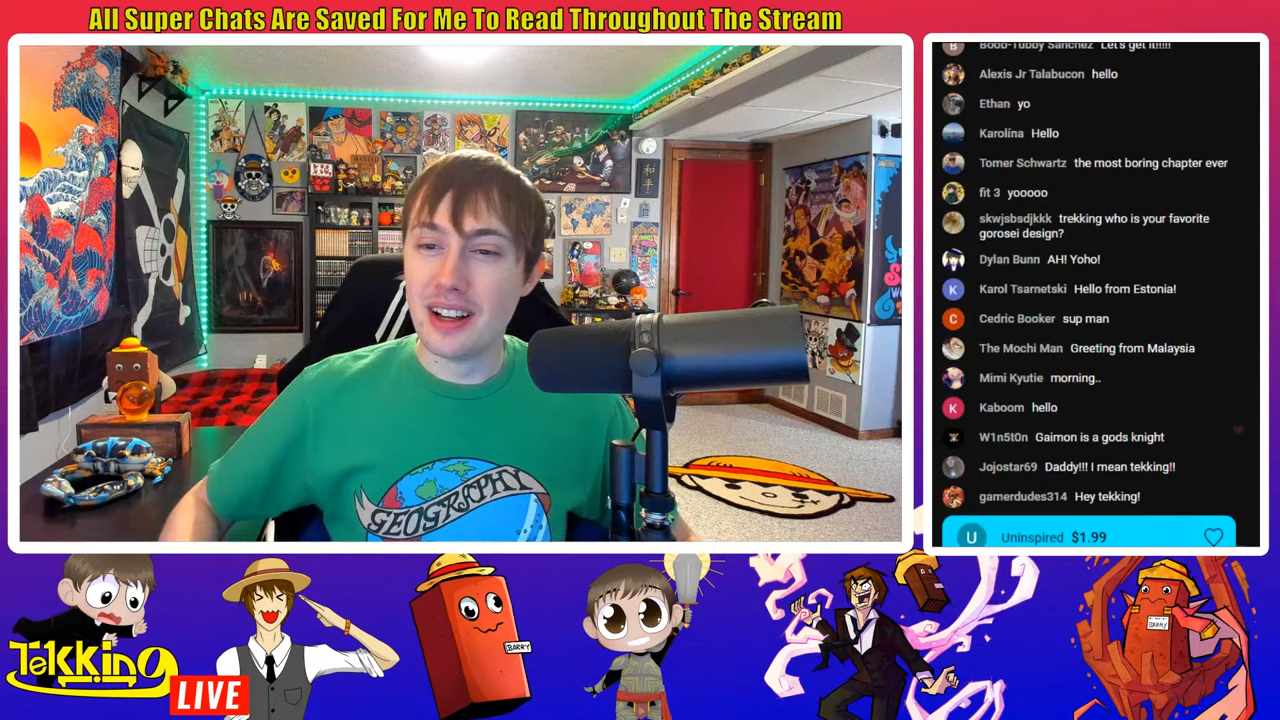 All Super Chats Are Saved For Me To Read Throughout The Stream
Boob-Tubby Sanchez Let's get it!!!!!
Alexis Jr Talabucon hello
Ethan yo
Karolína Hello
Tomer Schwartz the most boring chapter ever
fit 3 yooooo
skwjsbsdjkkk trekking who is your favorite
gorosei design?
Dylan Bunn AH! Yoho!
K
Karol Tsarnetski Hello from Estonia!
C
Cedric Booker sup man
The Mochi Man Greeting from Malaysia
Mimi Kyutie morning..
K
Kaboom hello
W1n5t0n Gaimon is a gods knight
Jojostar69 Daddy!!! I mean tekking!!
gamerdudes314 Hey tekking!
U
Uninspired $1.99
WANTED
和平
GEOGRAPHY
BARRY
BARRY
Tekking
LIVE